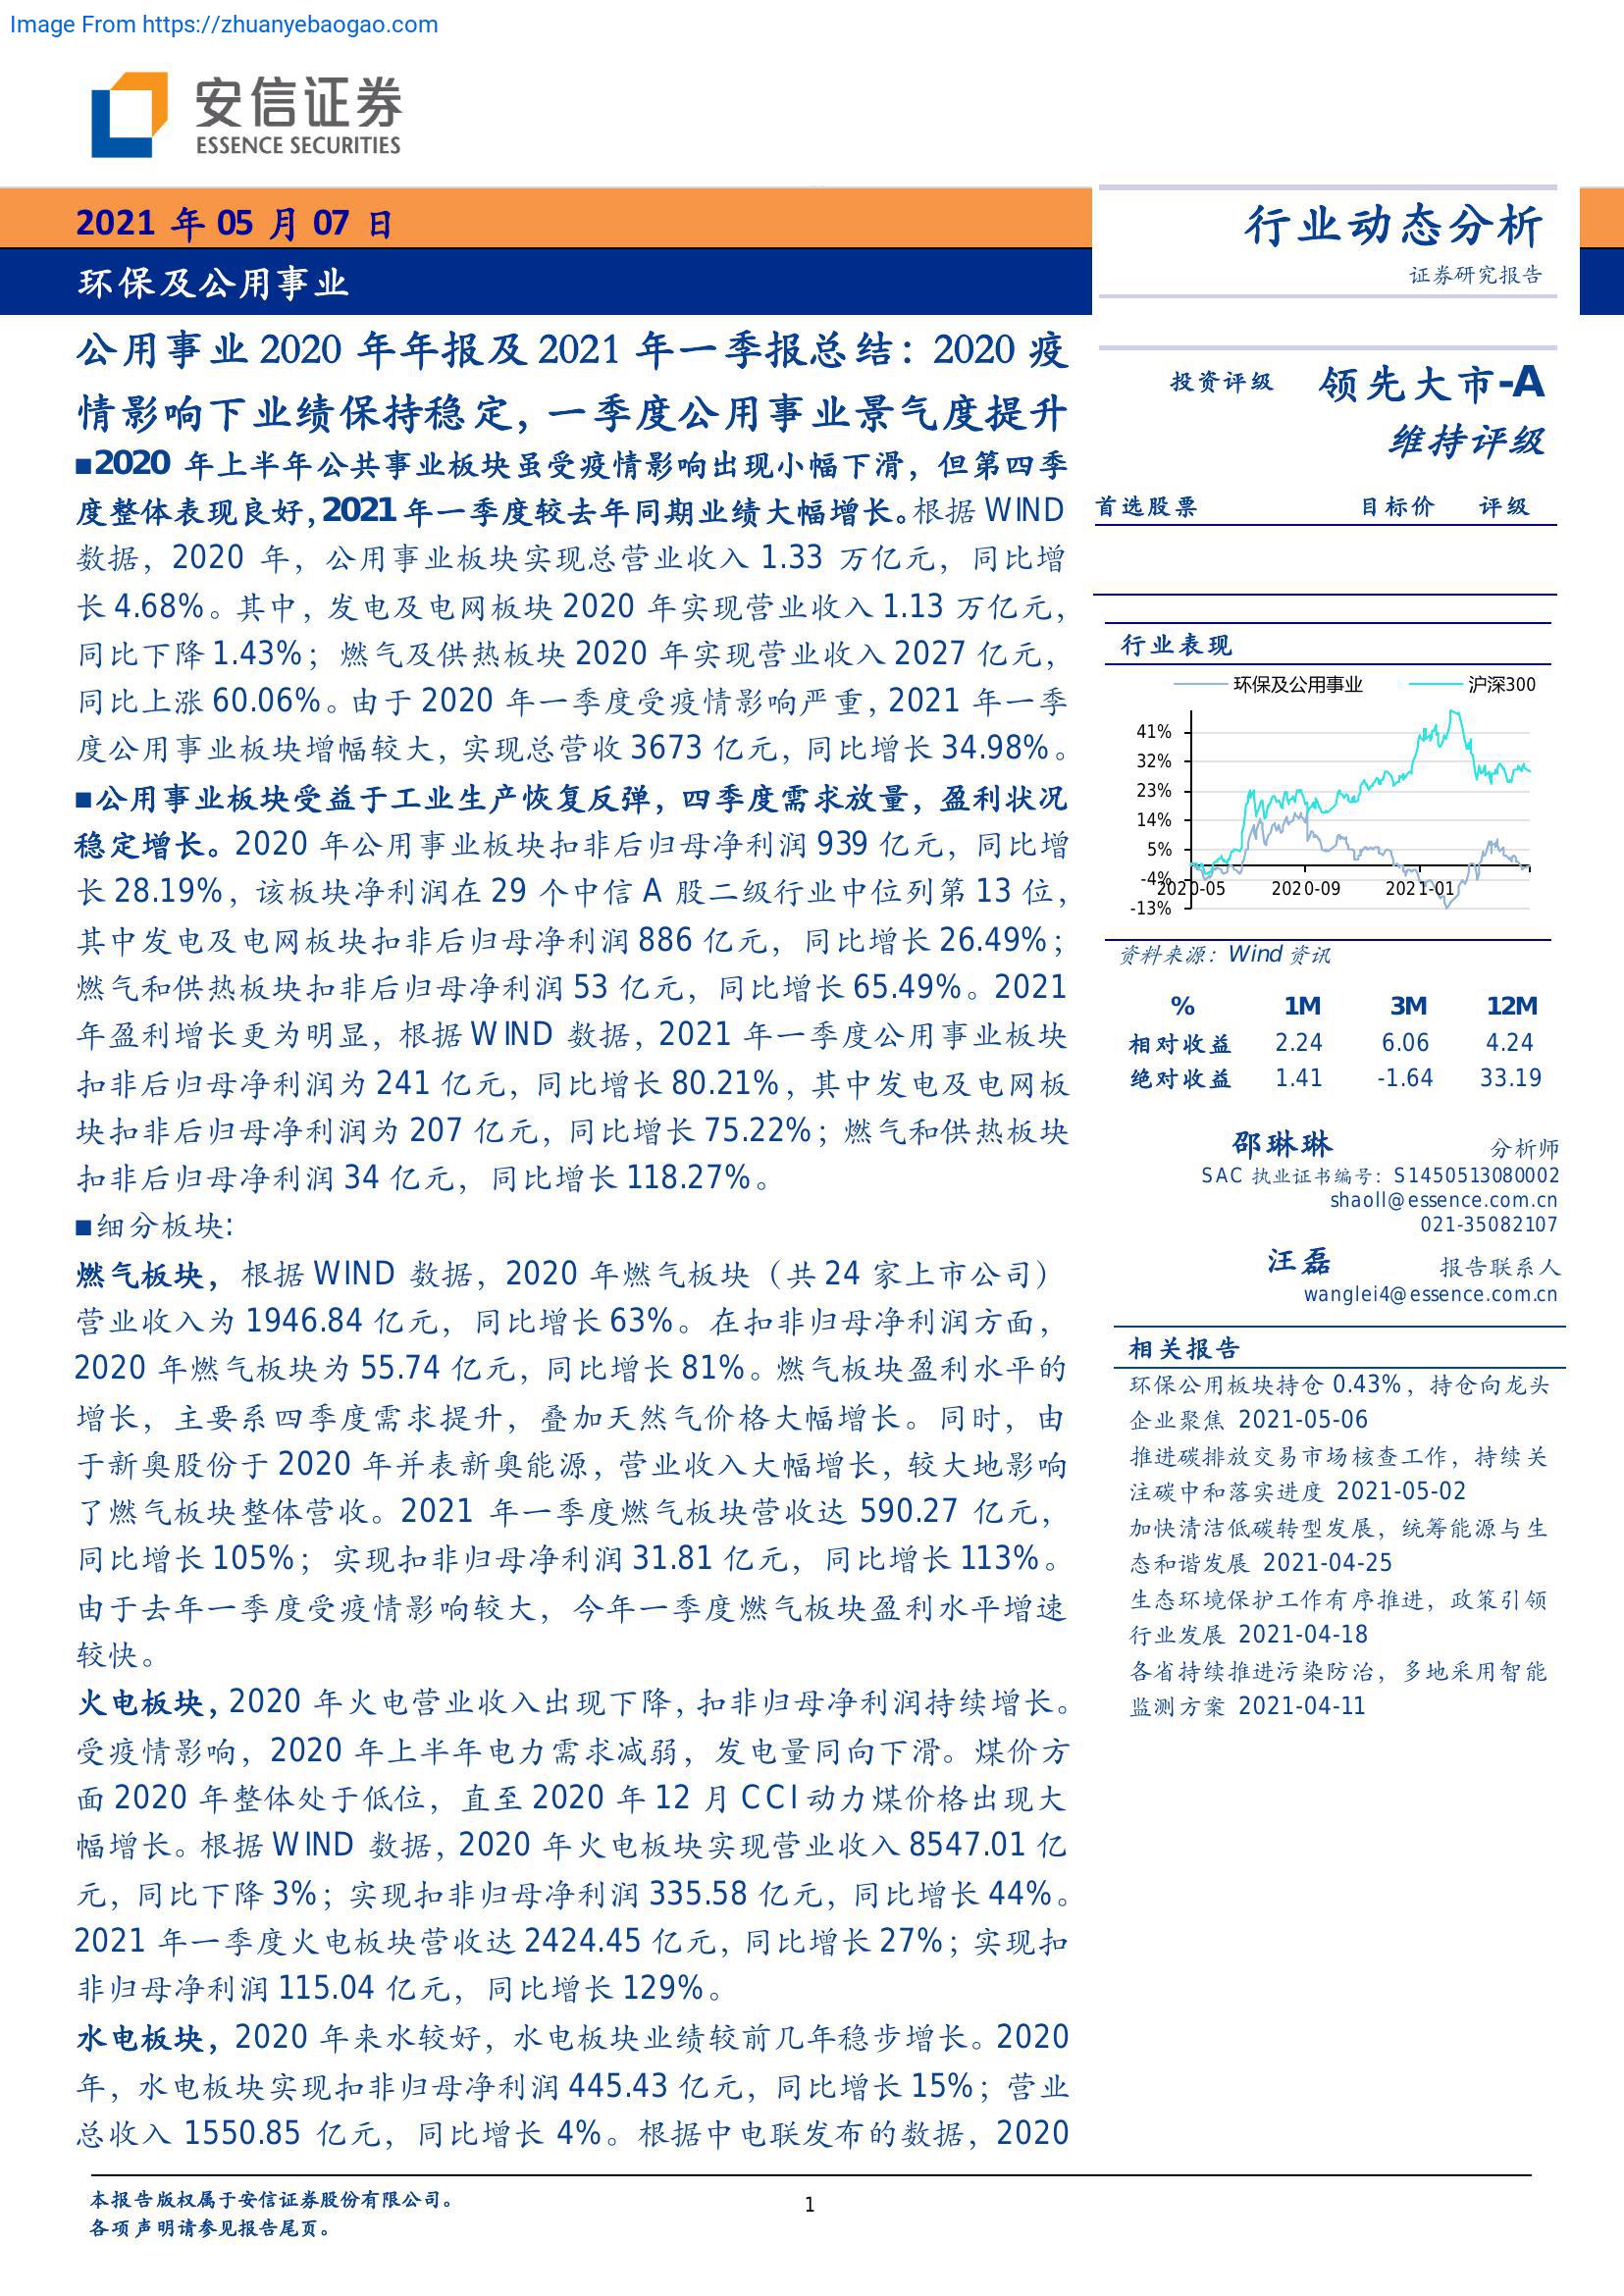 Image From https://zhuanyebaogao.com
安信证券
ESSENCE SECURITIES
2021 年 05 月 07 日
环保及公用事业
公用事业 2020 年年报及 2021 年一季报总结：2020 疫
情影响下业绩保持稳定，一季度公用事业景气度提升
■2020 年上半年公共事业板块虽受疫情影响出现小幅下滑，但第四季
度整体表现良好，2021 年一季度较去年同期业绩大幅增长。根据 WIND
数据，2020 年，公用事业板块实现总营业收入 1.33 万亿元，同比增
长 4.68%。其中，发电及电网板块 2020 年实现营业收入 1.13 万亿元，
同比下降 1.43%；燃气及供热板块 2020 年实现营业收入 2027 亿元，
同比上涨 60.06%。由于 2020 年一季度受疫情影响严重，2021 年一季
度公用事业板块增幅较大，实现总营收 3673 亿元，同比增长 34.98%。
■公用事业板块受益于工业生产恢复反弹，四季度需求放量，盈利状况
稳定增长。2020 年公用事业板块扣非后归母净利润 939 亿元，同比增
长 28.19%，该板块净利润在 29 个中信 A 股二级行业中位列第 13 位，
其中发电及电网板块扣非后归母净利润 886 亿元，同比增长 26.49%；
燃气和供热板块扣非后归母净利润 53 亿元，同比增长 65.49%。2021
年盈利增长更为明显，根据 WIND 数据，2021 年一季度公用事业板块
扣非后归母净利润为 241 亿元，同比增长 80.21%，其中发电及电网板
块扣非后归母净利润为 207 亿元，同比增长 75.22%；燃气和供热板块
扣非后归母净利润 34 亿元，同比增长 118.27%。
■细分板块:
燃气板块，根据 WIND 数据，2020 年燃气板块（共 24 家上市公司）
营业收入为 1946.84 亿元，同比增长 63%。在扣非归母净利润方面，
2020 年燃气板块为 55.74 亿元，同比增长 81%。燃气板块盈利水平的
增长，主要系四季度需求提升，叠加天然气价格大幅增长。同时，由
于新奥股份于 2020 年并表新奥能源，营业收入大幅增长，较大地影响
了燃气板块整体营收。2021 年一季度燃气板块营收达 590.27 亿元，
同比增长 105%；实现扣非归母净利润 31.81 亿元，同比增长 113%。
由于去年一季度受疫情影响较大，今年一季度燃气板块盈利水平增速
较快。
火电板块，2020 年火电营业收入出现下降，扣非归母净利润持续增长。
受疫情影响，2020 年上半年电力需求减弱，发电量同向下滑。煤价方
面 2020 年整体处于低位，直至 2020 年 12 月 CCI 动力煤价格出现大
幅增长。根据 WIND 数据，2020 年火电板块实现营业收入 8547.01 亿
元，同比下降 3%；实现扣非归母净利润 335.58 亿元，同比增长 44%。
2021 年一季度火电板块营收达 2424.45 亿元，同比增长 27%；实现扣
非归母净利润 115.04 亿元，同比增长 129%。
水电板块，2020 年来水较好，水电板块业绩较前几年稳步增长。2020
年，水电板块实现扣非归母净利润 445.43 亿元，同比增长 15%；营业
总收入 1550.85 亿元，同比增长 4%。根据中电联发布的数据，2020
行业动态分析
证券研究报告
投资评级 领先大市-A
维持评级
首选股票 目标价 评级
行业表现
环保及公用事业 沪深300
41%
32%
23%
14%
5%
-4%
-13%
2020-05 2020-09 2021-01
资料来源：Wind 资讯
% 1M 3M 12M
相对收益 2.24 6.06 4.24
绝对收益 1.41 -1.64 33.19
邵琳琳 分析师
SAC 执业证书编号：S1450513080002
shaoll@essence.com.cn
021-35082107
汪磊 报告联系人
wanglei4@essence.com.cn
相关报告
环保公用板块持仓 0.43%，持仓向龙头
企业聚焦 2021-05-06
推进碳排放交易市场核查工作，持续关
注碳中和落实进度 2021-05-02
加快清洁低碳转型发展，统筹能源与生
态和谐发展 2021-04-25
生态环境保护工作有序推进，政策引领
行业发展 2021-04-18
各省持续推进污染防治，多地采用智能
监测方案 2021-04-11
本报告版权属于安信证券股份有限公司。
各项声明请参见报告尾页。
1